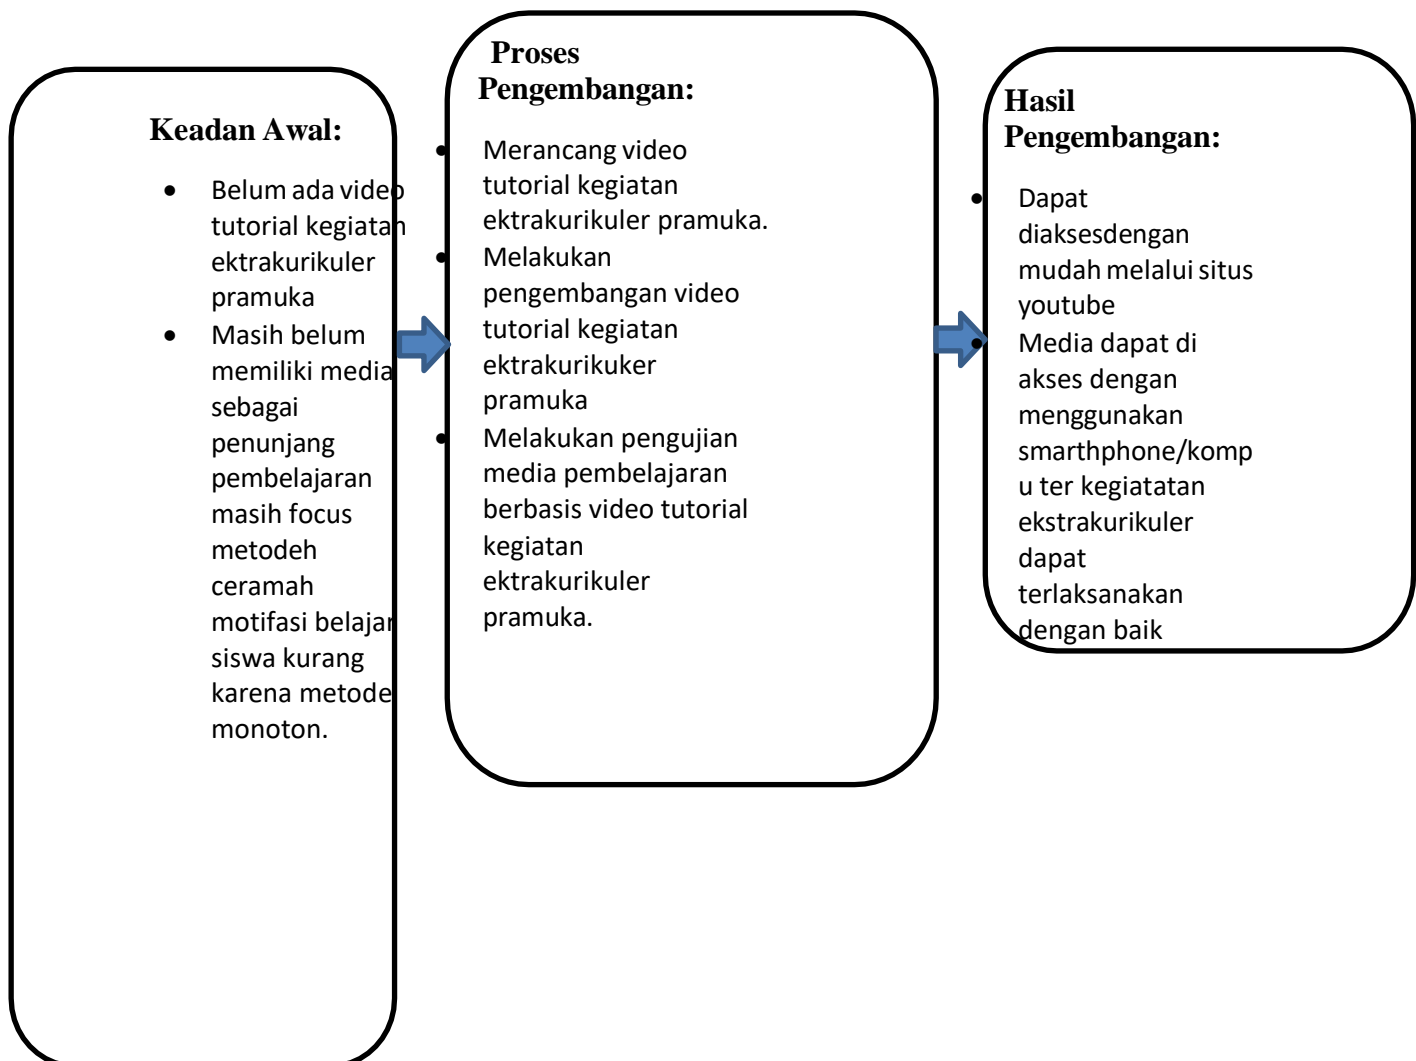 Keadan Awal:
• Belum ada video
tutorial kegiatan
ektrakurikuler
pramuka
• Masih belum
memiliki media
sebagai
penunjang
pembelajaran
masih focus
metodeh
ceramah
motifasi belajar
siswa kurang
karena metode
monoton.
Proses
Pengembangan:
• Merancang video
tutorial kegiatan
ektrakurikuler pramuka.
• Melakukan
pengembangan video
tutorial kegiatan
ektrakurikuker
pramuka
• Melakukan pengujian
media pembelajaran
berbasis video tutorial
kegiatan
ektrakurikuler
pramuka.
Hasil
Pengembangan:
• Dapat
diaksesdengan
mudah melalui situs
youtube
• Media dapat di
akses dengan
menggunakan
smarthphone/komp
u ter kegiatatan
ekstrakurikuler
dapat
terlaksanakan
dengan baik